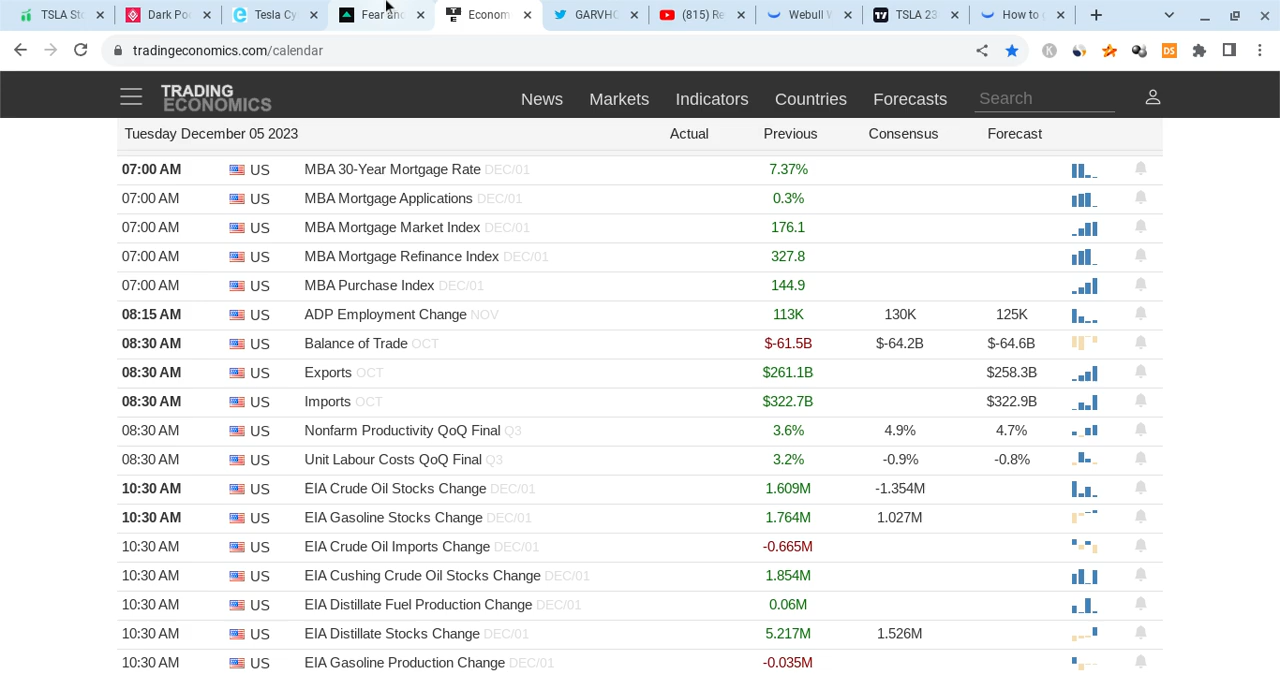 TSLA Sto
Dark Poo
Tesla Cy
Fear and
Econom
GARVHO
(815) Re
Webull W
TSLA 23
How to g
tradingeconomics.com/calendar
TRADING ECONOMICS
News Markets Indicators Countries Forecasts Search
Tuesday December 05 2023 Actual Previous Consensus Forecast
07:00 AM US MBA 30-Year Mortgage Rate DEC/01 7.37%
07:00 AM US MBA Mortgage Applications DEC/01 0.3%
07:00 AM US MBA Mortgage Market Index DEC/01 176.1
07:00 AM US MBA Mortgage Refinance Index DEC/01 327.8
07:00 AM US MBA Purchase Index DEC/01 144.9
08:15 AM US ADP Employment Change NOV 113K 130K 125K
08:30 AM US Balance of Trade OCT $-61.5B $-64.2B $-64.6B
08:30 AM US Exports OCT $261.1B $258.3B
08:30 AM US Imports OCT $322.7B $322.9B
08:30 AM US Nonfarm Productivity QoQ Final Q3 3.6% 4.9% 4.7%
08:30 AM US Unit Labour Costs QoQ Final Q3 3.2% -0.9% -0.8%
10:30 AM US EIA Crude Oil Stocks Change DEC/01 1.609M -1.354M
10:30 AM US EIA Gasoline Stocks Change DEC/01 1.764M 1.027M
10:30 AM US EIA Crude Oil Imports Change DEC/01 -0.665M
10:30 AM US EIA Cushing Crude Oil Stocks Change DEC/01 1.854M
10:30 AM US EIA Distillate Fuel Production Change DEC/01 0.06M
10:30 AM US EIA Distillate Stocks Change DEC/01 5.217M 1.526M
10:30 AM US EIA Gasoline Production Change DEC/01 -0.035M